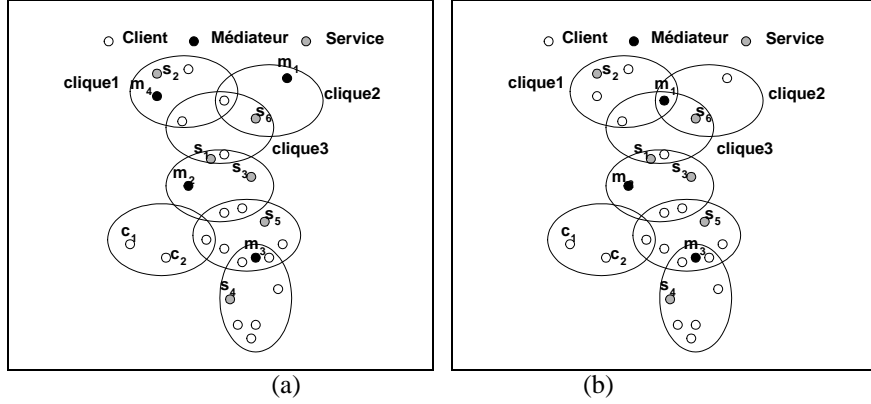 Client Médiateur Service
m1
s2
clique1 m4
clique2
s6
clique3
s1
s3
m2
s5
c1
c2
m3
s4
(a)
Client Médiateur Service
s2
clique1 m1
clique2
s6
clique3
s1
s3
s5
c1
c2
m3
s4
(b)